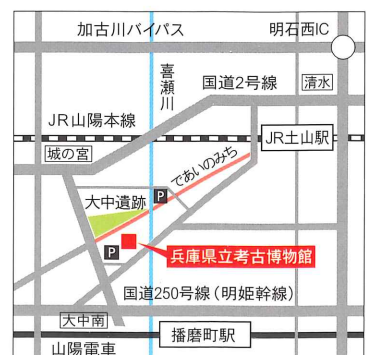 加古川バイパス
明石西IC
喜瀬川
国道2号線
清水
JR山陽本線
JR土山駅
城の宮
であいのみち
P
大中遺跡
P
兵庫県立考古博物館
国道250号線(明姫幹線)
大中南
播磨町駅
山陽電車